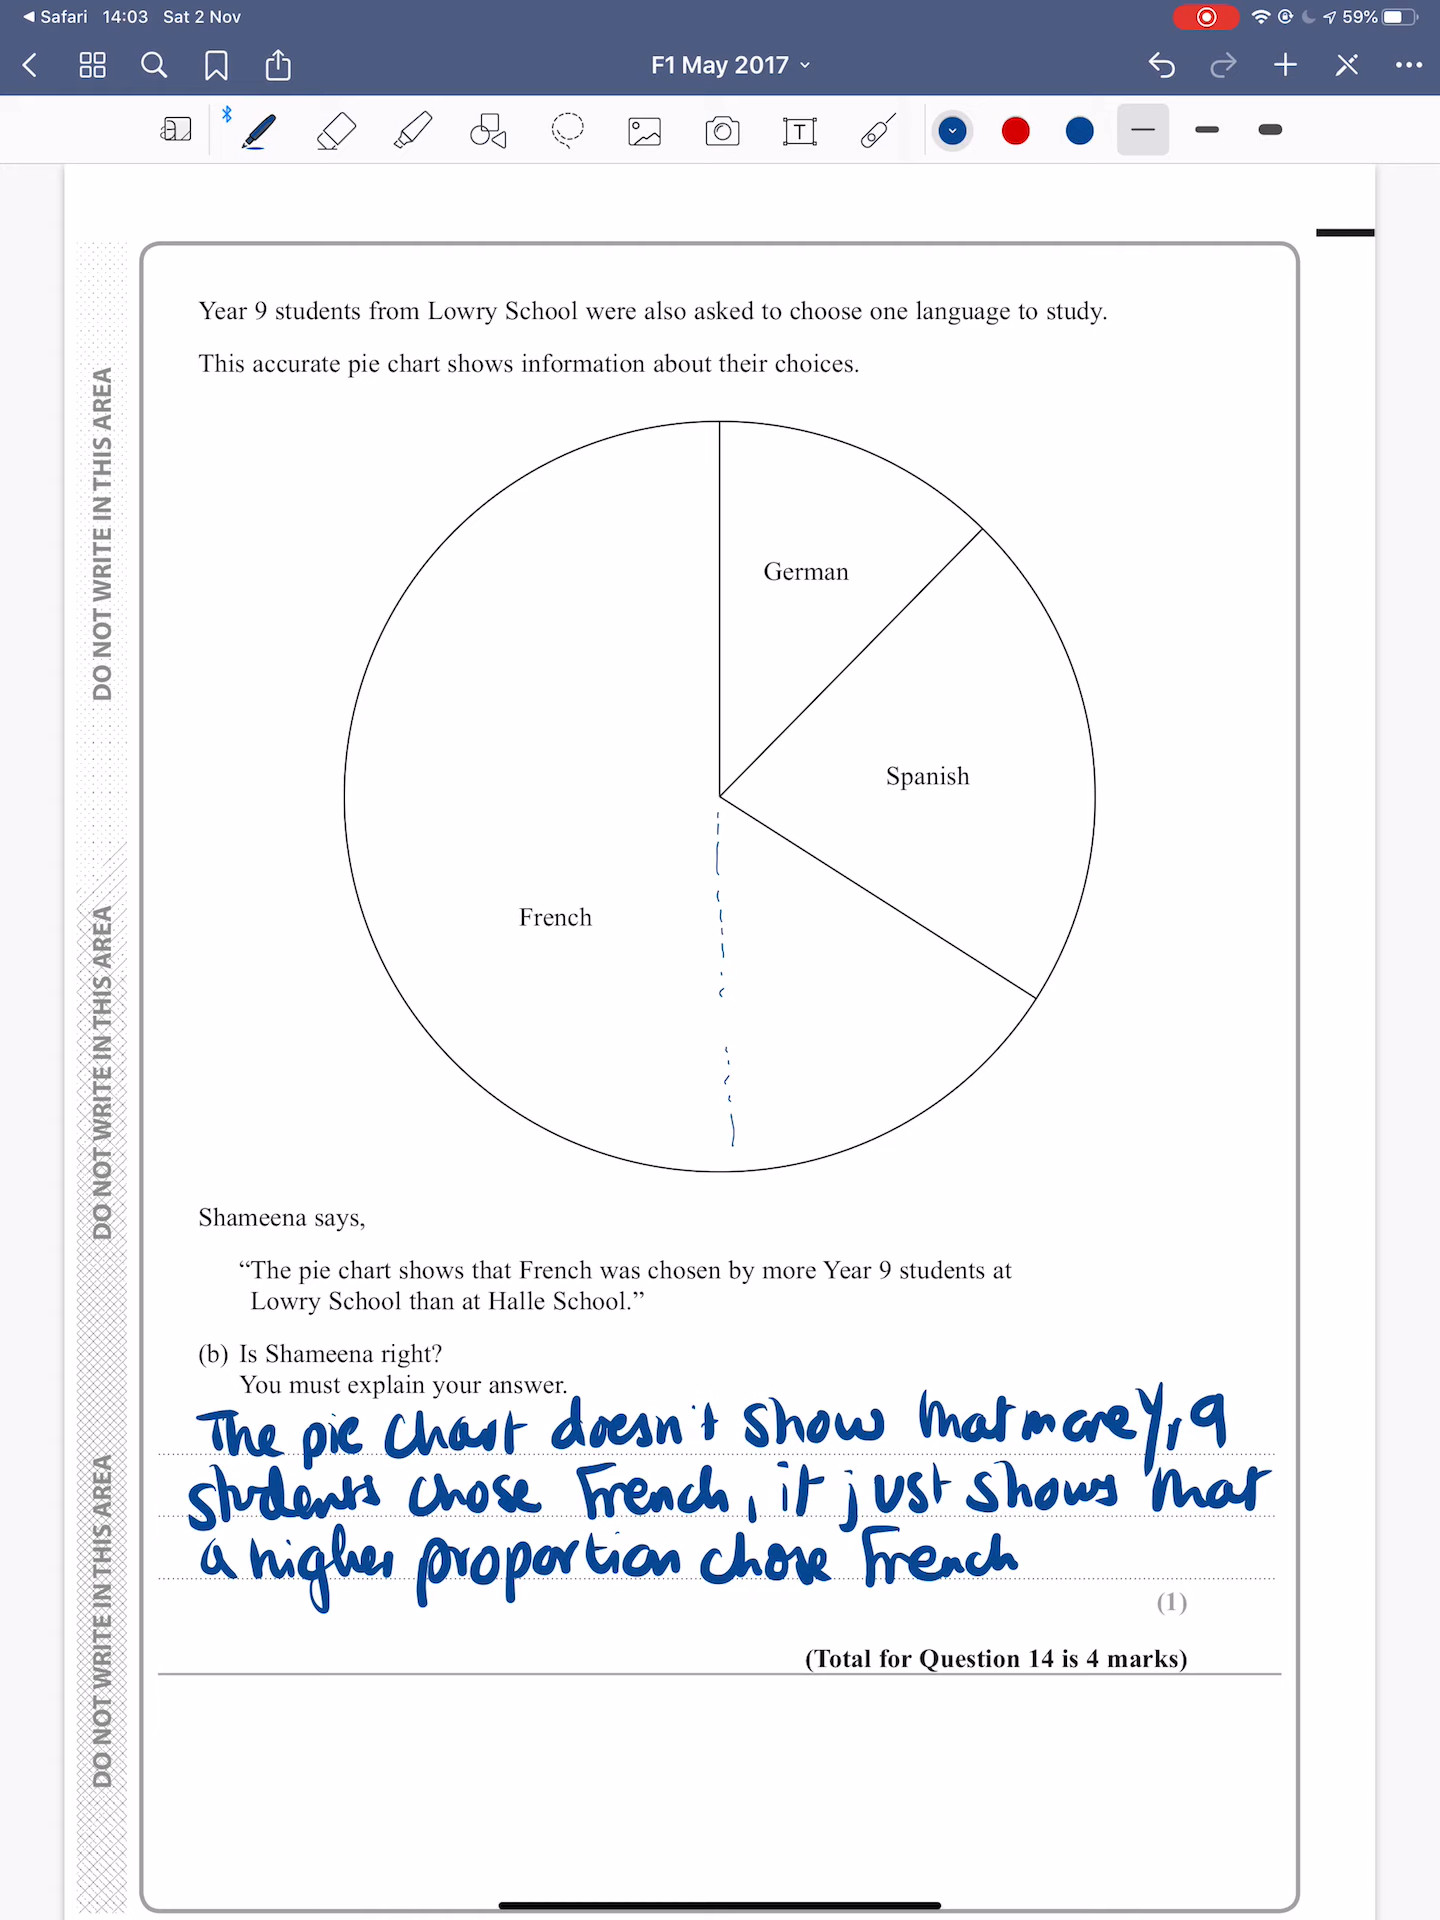 Safari 14:03 Sat 2 Nov
59%
F1 May 2017
T
Year 9 students from Lowry School were also asked to choose one language to study.
This accurate pie chart shows information about their choices.
German
Spanish
French
Shameena says,
“The pie chart shows that French was chosen by more Year 9 students at
Lowry School than at Halle School.”
(b) Is Shameena right?
You must explain your answer.
The pie chart doesn't show that more Yr 9
students chose French, it just shows that
a higher proportion chose French
(1)
(Total for Question 14 is 4 marks)
DO NOT WRITE IN THIS AREA
DO NOT WRITE IN THIS AREA
DO NOT WRITE IN THIS AREA